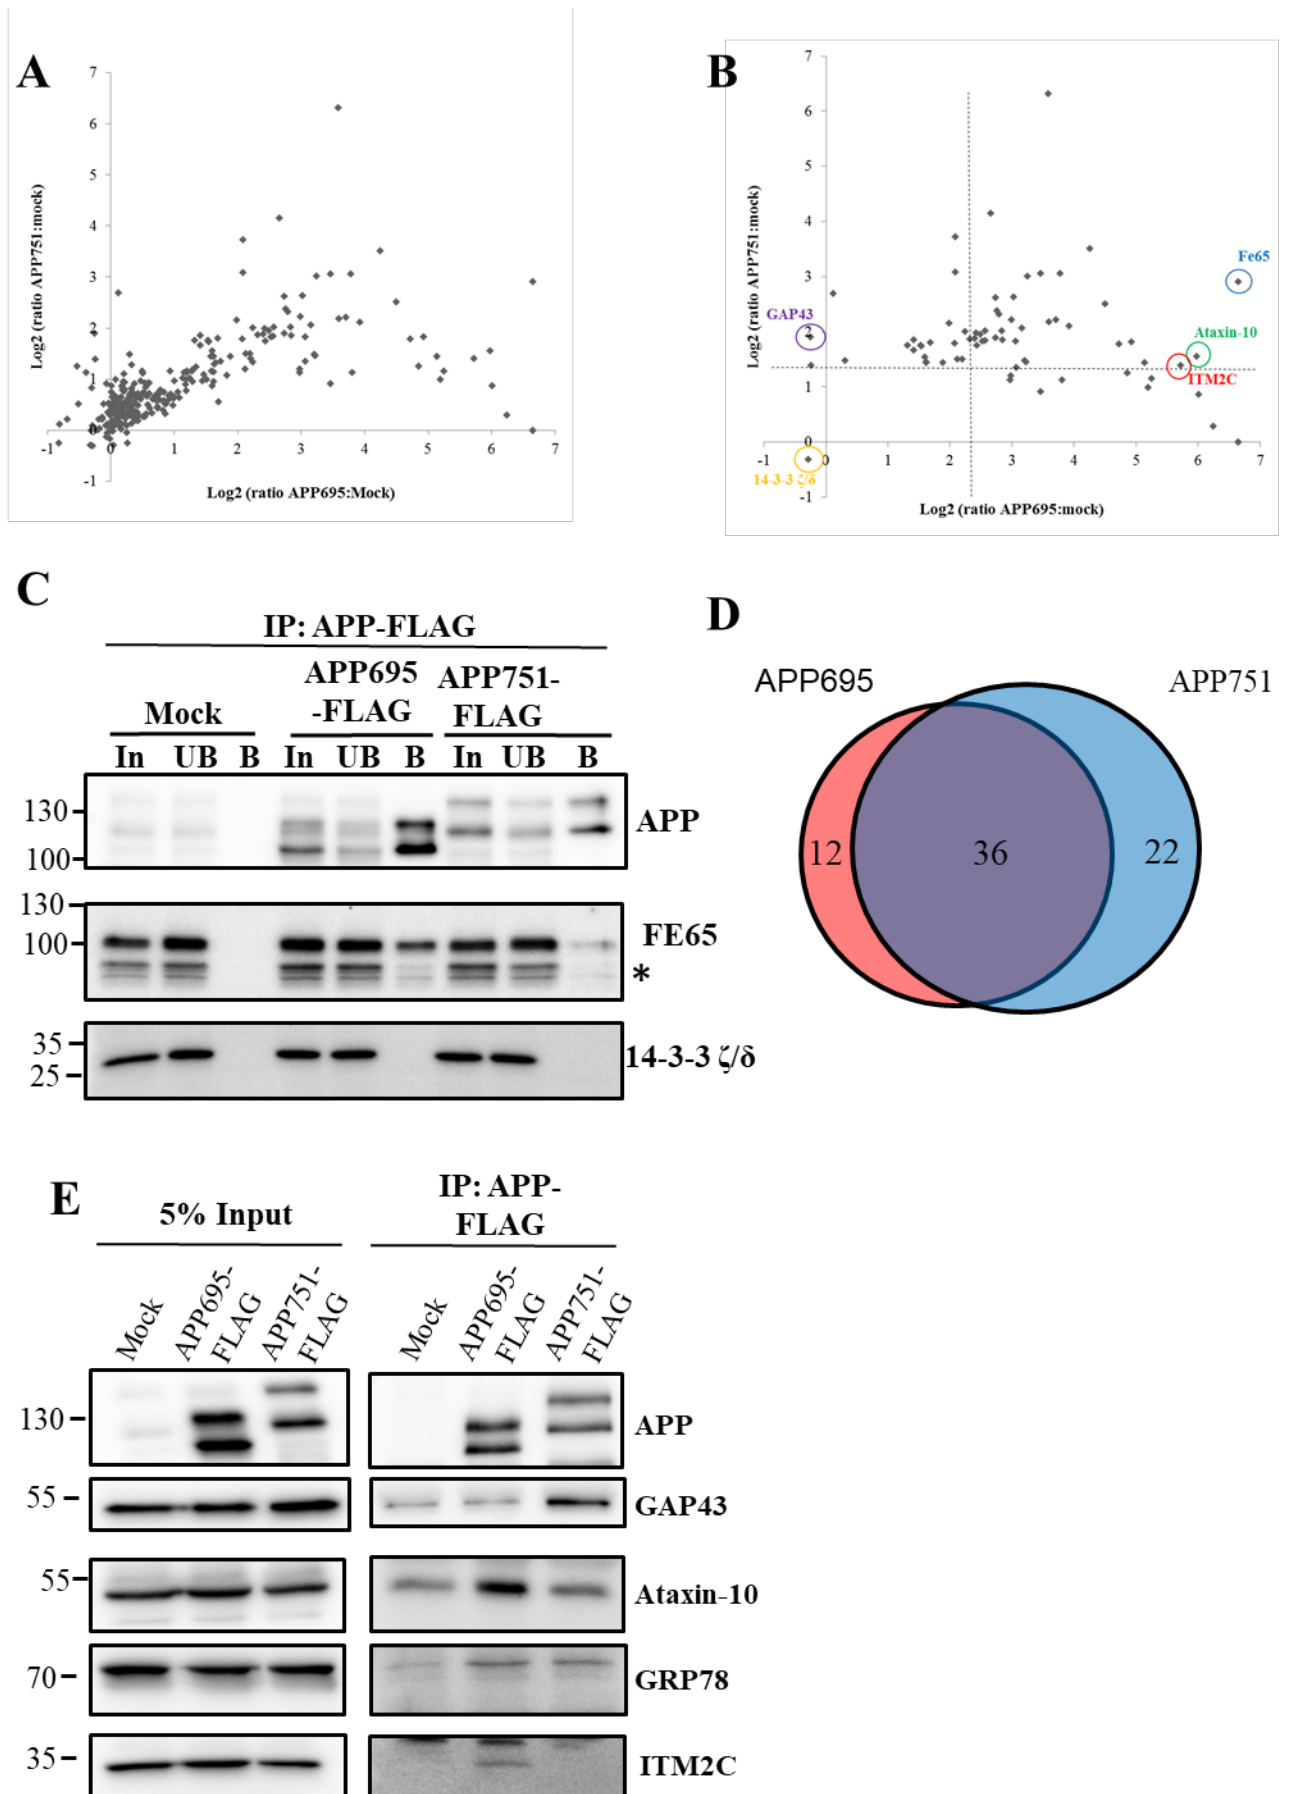 A
7
6
5
4
3
2
1
0
-1
-1
0
1
2
3
4
5
6
7
Log2 (ratio APP751:mock)
Log2 (ratio APP695:Mock)
B
7
6
5
4
3
2
1
0
-1
-1
0
1
2
3
4
5
6
7
Log2 (ratio APP751:mock)
Log2 (ratio APP695:mock)
Fe65
GAP43
Ataxin-10
ITM2C
14-3-3 ζ/δ
C
IP: APP-FLAG
APP695
-FLAG
APP751-
FLAG
Mock
In UB B In UB B In UB B
130
100
APP
130
100
FE65
*
35
25
14-3-3 ζ/δ
D
APP695
APP751
12
36
22
E
5% Input
IP: APP-
FLAG
Mock
APP695-
FLAG
APP751-
FLAG
Mock
APP695-
FLAG
APP751-
FLAG
130
APP
55
GAP43
55
Ataxin-10
70
GRP78
35
ITM2C